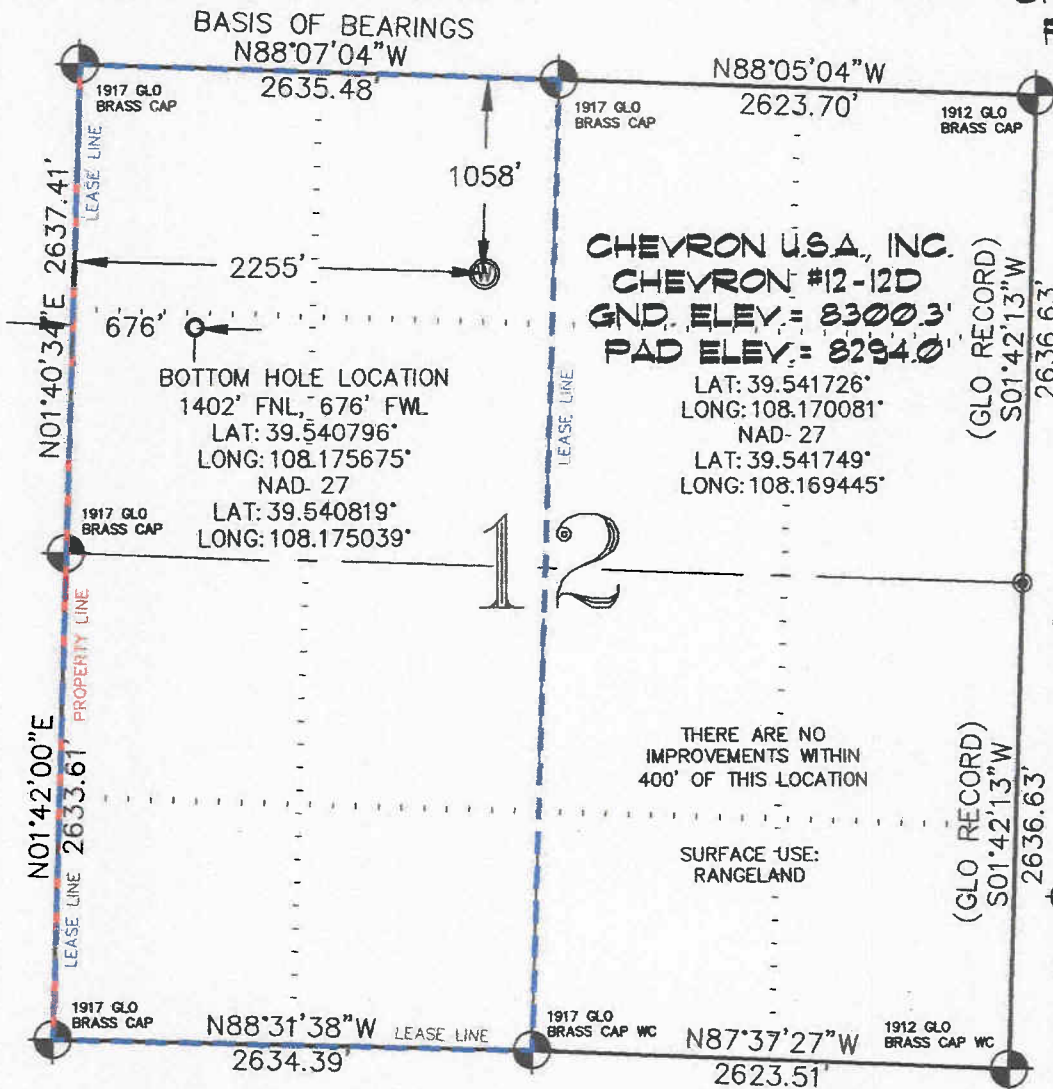 BASIS OF BEARINGS
N88°07'04"W
2635.48'
N88°05'04"W
2623.70'
1917 GLO
BRASS CAP
1917 GLO
BRASS CAP
1912 GLO
BRASS CAP
LEASE LINE
N01°40'34"E 2637.41'
1058'
2255'
676'
CHEVRON U.S.A., INC.
CHEVRON #12-12D
GND. ELEV. = 8300.3'
PAD ELEV. = 8294.0'
LAT: 39.541726°
LONG: 108.170081°
NAD-27
LAT: 39.541749°
LONG: 108.169445°
(GLO RECORD)
S01°42'13"W
2636.63'
W
BOTTOM HOLE LOCATION
1402' FNL, 676' FWL
LAT: 39.540796°
LONG: 108.175675°
NAD-27
LAT: 39.540819°
LONG: 108.175039°
LEASE LINE
1917 GLO
BRASS CAP
12
PROPERTY LINE
N01°42'00"E
2633.61'
LEASE LINE
THERE ARE NO
IMPROVEMENTS WITHIN
400' OF THIS LOCATION
SURFACE USE:
RANGELAND
(GLO RECORD)
S01°42'13"W
2636.63'
1917 GLO
BRASS CAP
N88°31'38"W LEASE LINE
2634.39'
1917 GLO
BRASS CAP WC
N87°37'27"W
2623.51'
1912 GLO
BRASS CAP WC